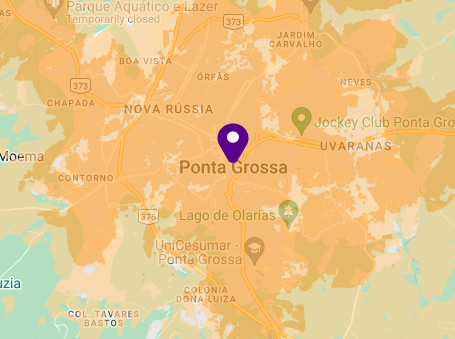 Parque Aquático e Lazer
Temporarily closed
373
JARDIM
CARVALHO
BOA VISTA
ÓRFÃS
NEVES
373
CHAPADA
NOVA RÚSSIA
Jockey Club Ponta Gro
UVARANAS
Moema
PONTA GROSSA
CONTORNO
376
Lago de Olarias
UniCesumar -
Ponta Grossa
uzia
COLONIA
DONA LUIZA
COL. TAVARES
BASTOS